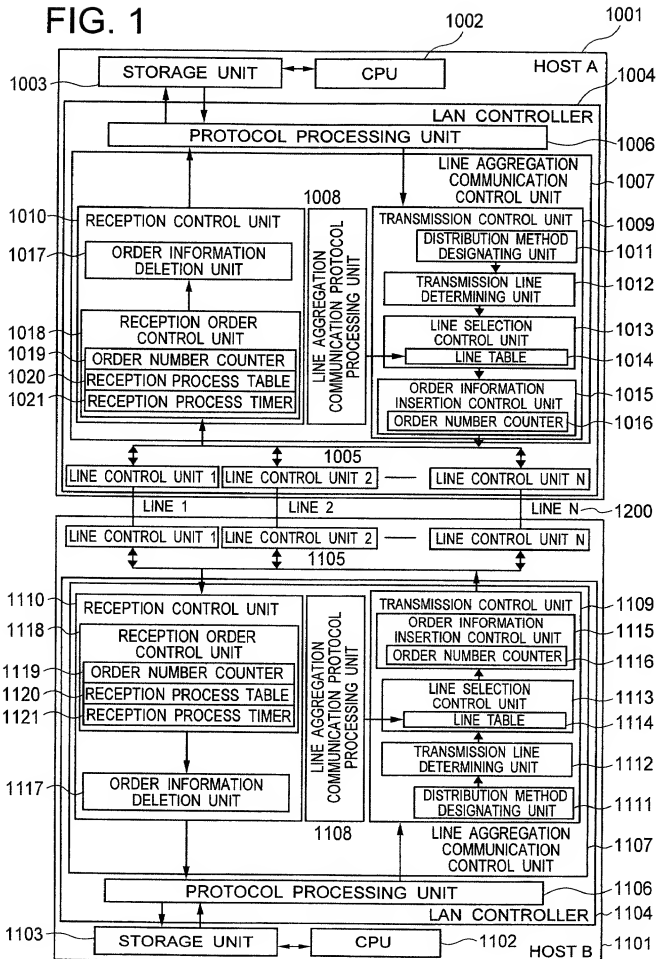 FIG. 1
1001
1002
HOST A
1003
STORAGE UNIT
CPU
1004
LAN CONTROLLER
PROTOCOL PROCESSING UNIT
1006
LINE AGGREGATION
COMMUNICATION
CONTROL UNIT
1007
1008
1010
RECEPTION CONTROL UNIT
1017
ORDER INFORMATION
DELETION UNIT
1018
RECEPTION ORDER
CONTROL UNIT
1019
ORDER NUMBER COUNTER
1020
RECEPTION PROCESS TABLE
1021
RECEPTION PROCESS TIMER
LINE AGGREGATION
COMMUNICATION PROTOCOL
PROCESSING UNIT
TRANSMISSION CONTROL UNIT
1009
DISTRIBUTION METHOD
DESIGNATING UNIT
1011
TRANSMISSION LINE
DETERMINING UNIT
1012
LINE SELECTION
CONTROL UNIT
1013
LINE TABLE
1014
ORDER INFORMATION
INSERTION CONTROL UNIT
1015
ORDER NUMBER COUNTER
1016
1005
LINE CONTROL UNIT 1
LINE CONTROL UNIT 2
LINE CONTROL UNIT N
LINE 1
LINE 2
LINE N
1200
LINE CONTROL UNIT 1
LINE CONTROL UNIT 2
LINE CONTROL UNIT N
1105
1110
RECEPTION CONTROL UNIT
1118
RECEPTION ORDER
CONTROL UNIT
1119
ORDER NUMBER COUNTER
1120
RECEPTION PROCESS TABLE
1121
RECEPTION PROCESS TIMER
1117
ORDER INFORMATION
DELETION UNIT
LINE AGGREGATION
COMMUNICATION PROTOCOL
PROCESSING UNIT
1108
TRANSMISSION CONTROL UNIT
1109
ORDER INFORMATION
INSERTION CONTROL UNIT
1115
ORDER NUMBER COUNTER
1116
LINE SELECTION
CONTROL UNIT
1113
LINE TABLE
1114
TRANSMISSION LINE
DETERMINING UNIT
1112
DISTRIBUTION METHOD
DESIGNATING UNIT
1111
LINE AGGREGATION
COMMUNICATION
CONTROL UNIT
1107
PROTOCOL PROCESSING UNIT
1106
LAN CONTROLLER
1104
1103
STORAGE UNIT
CPU
1102
HOST B
1101